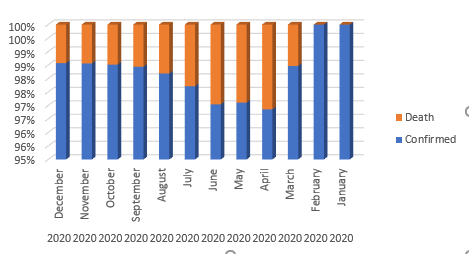 100%
100%
99%
99%
98%
98%
97%
97%
96%
96%
95%
Death
Confirmed
December November October September August July June May April March February January
2020 2020 2020 2020 2020 2020 2020 2020 2020 2020 2020 2020